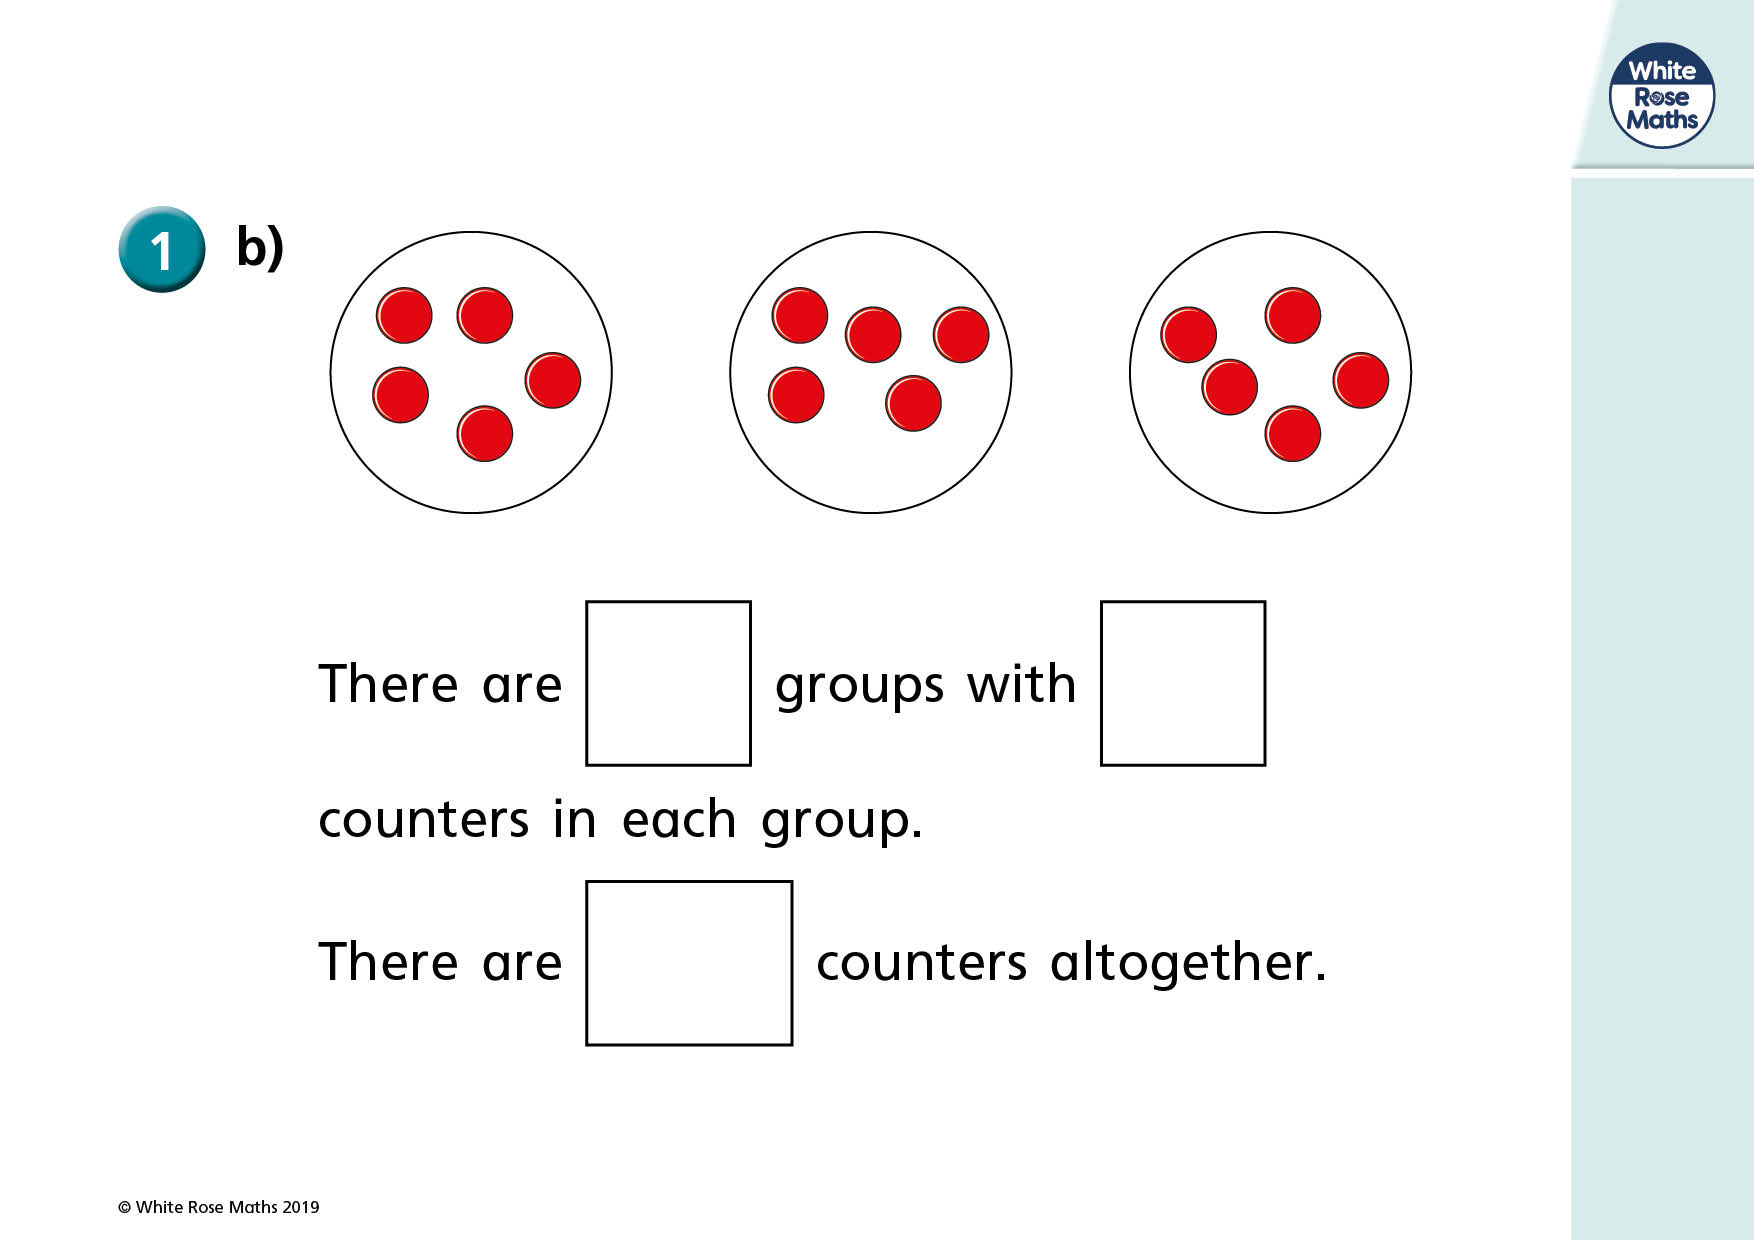 White
Rose
Maths
1 b)
There are groups with
counters in each group.
There are counters altogether.
© White Rose Maths 2019